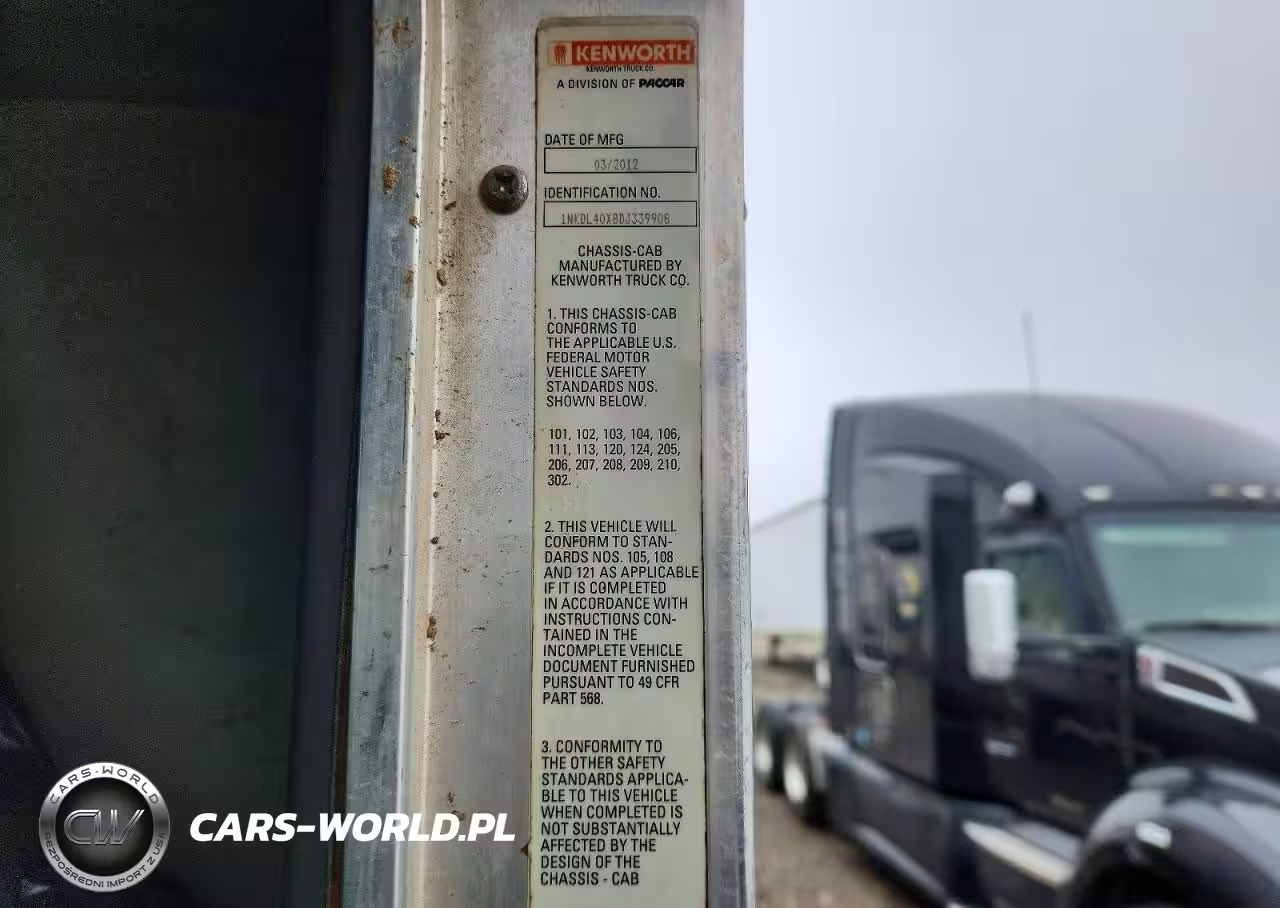 KENWORTH
KENWORTH TRUCK CO.
A DIVISION OF PACCAR
DATE OF MFG
03/2012
IDENTIFICATION NO.
1NKDL40X8DJ339908
CHASSIS-CAB
MANUFACTURED BY
KENWORTH TRUCK CO.
1. THIS CHASSIS-CAB
CONFORMS TO
THE APPLICABLE U.S.
FEDERAL MOTOR
VEHICLE SAFETY
STANDARDS NOS.
SHOWN BELOW.
101, 102, 103, 104, 106,
111, 113, 120, 124, 205,
206, 207, 208, 209, 210,
302.
2. THIS VEHICLE WILL
CONFORM TO STAN-
DARDS NOS. 105, 108
AND 121 AS APPLICABLE
IF IT IS COMPLETED
IN ACCORDANCE WITH
INSTRUCTIONS CON-
TAINED IN THE
INCOMPLETE VEHICLE
DOCUMENT FURNISHED
PURSUANT TO 49 CFR
PART 568.
3. CONFORMITY TO
THE OTHER SAFETY
STANDARDS APPLICA-
BLE TO THIS VEHICLE
WHEN COMPLETED IS
NOT SUBSTANTIALLY
AFFECTED BY THE
DESIGN OF THE
CHASSIS - CAB
CARS-WORLD
CW
BEZPOŚREDNI IMPORT Z USA
CARS-WORLD.PL